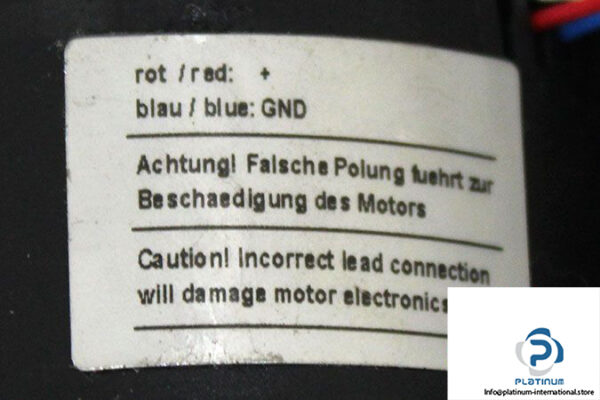 rot / red: +
blau / blue: GND
Achtung! Falsche Polung fuehrt zur
Beschaedigung des Motors
Caution! Incorrect lead connection
will damage motor electronics
PLATINUM
Info@platinum-international.store